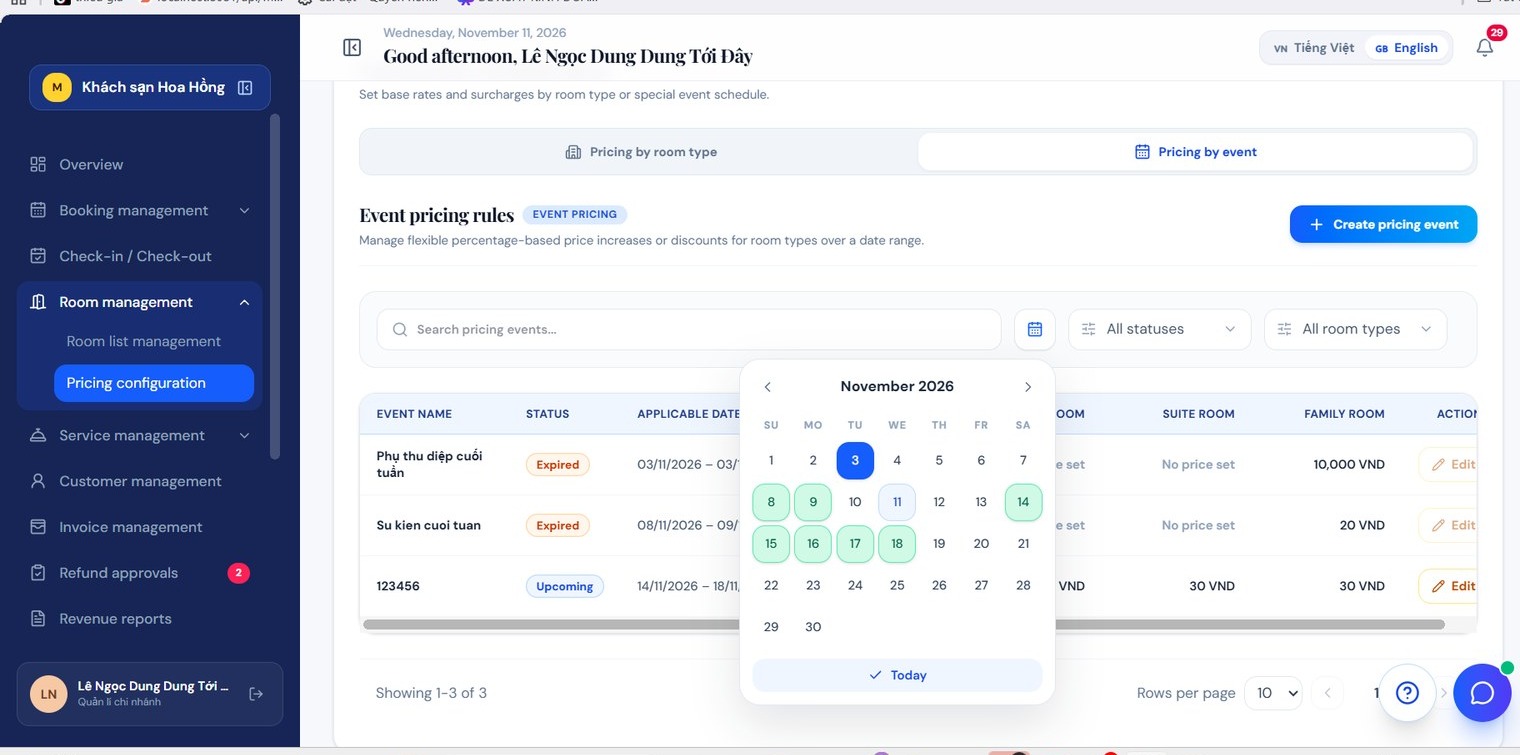 Wednesday, November 11, 2026
Good afternoon, Lê Ngọc Dung Dung Tới Đây
VN Tiếng Việt
GB English
29
M
Khách sạn Hoa Hồng
Overview
Booking management
Check-in / Check-out
Room management
Room list management
Pricing configuration
Service management
Customer management
Invoice management
Refund approvals
2
Revenue reports
LN
Lê Ngọc Dung Dung Tới ...
Quản lí chi nhánh
Set base rates and surcharges by room type or special event schedule.
Pricing by room type
Pricing by event
Event pricing rules
EVENT PRICING
Manage flexible percentage-based price increases or discounts for room types over a date range.
+ Create pricing event
Search pricing events...
All statuses
All room types
November 2026
SU MO TU WE TH FR SA
1 2 3 4 5 6 7
8 9 10 11 12 13 14
15 16 17 18 19 20 21
22 23 24 25 26 27 28
29 30
Today
EVENT NAME STATUS APPLICABLE DATE OOM SUITE ROOM FAMILY ROOM ACTION
Phụ thu diệp cuối
tuần
Expired 03/11/2026 – 03/1 e set No price set 10,000 VND Edit
Su kien cuoi tuan Expired 08/11/2026 – 09/ e set No price set 20 VND Edit
123456 Upcoming 14/11/2026 – 18/11, VND 30 VND 30 VND Edit
Showing 1-3 of 3
Rows per page 10
1